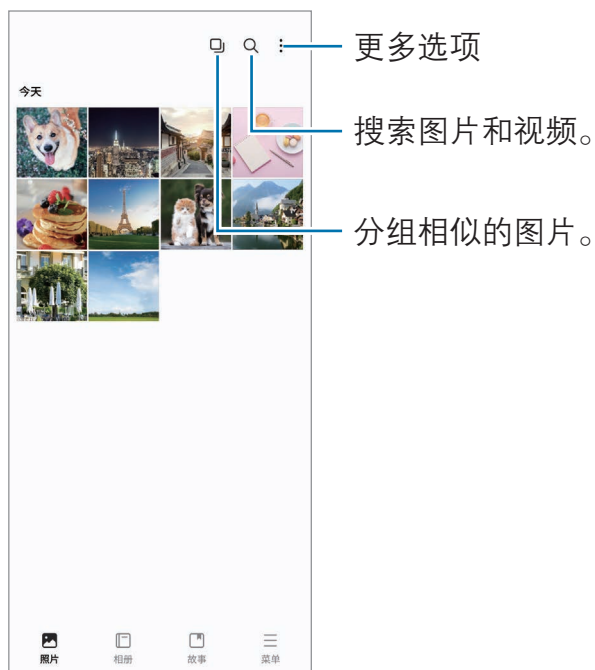 更多选项
今天
搜索图片和视频。
分组相似的图片。
照片 相册 故事 菜单